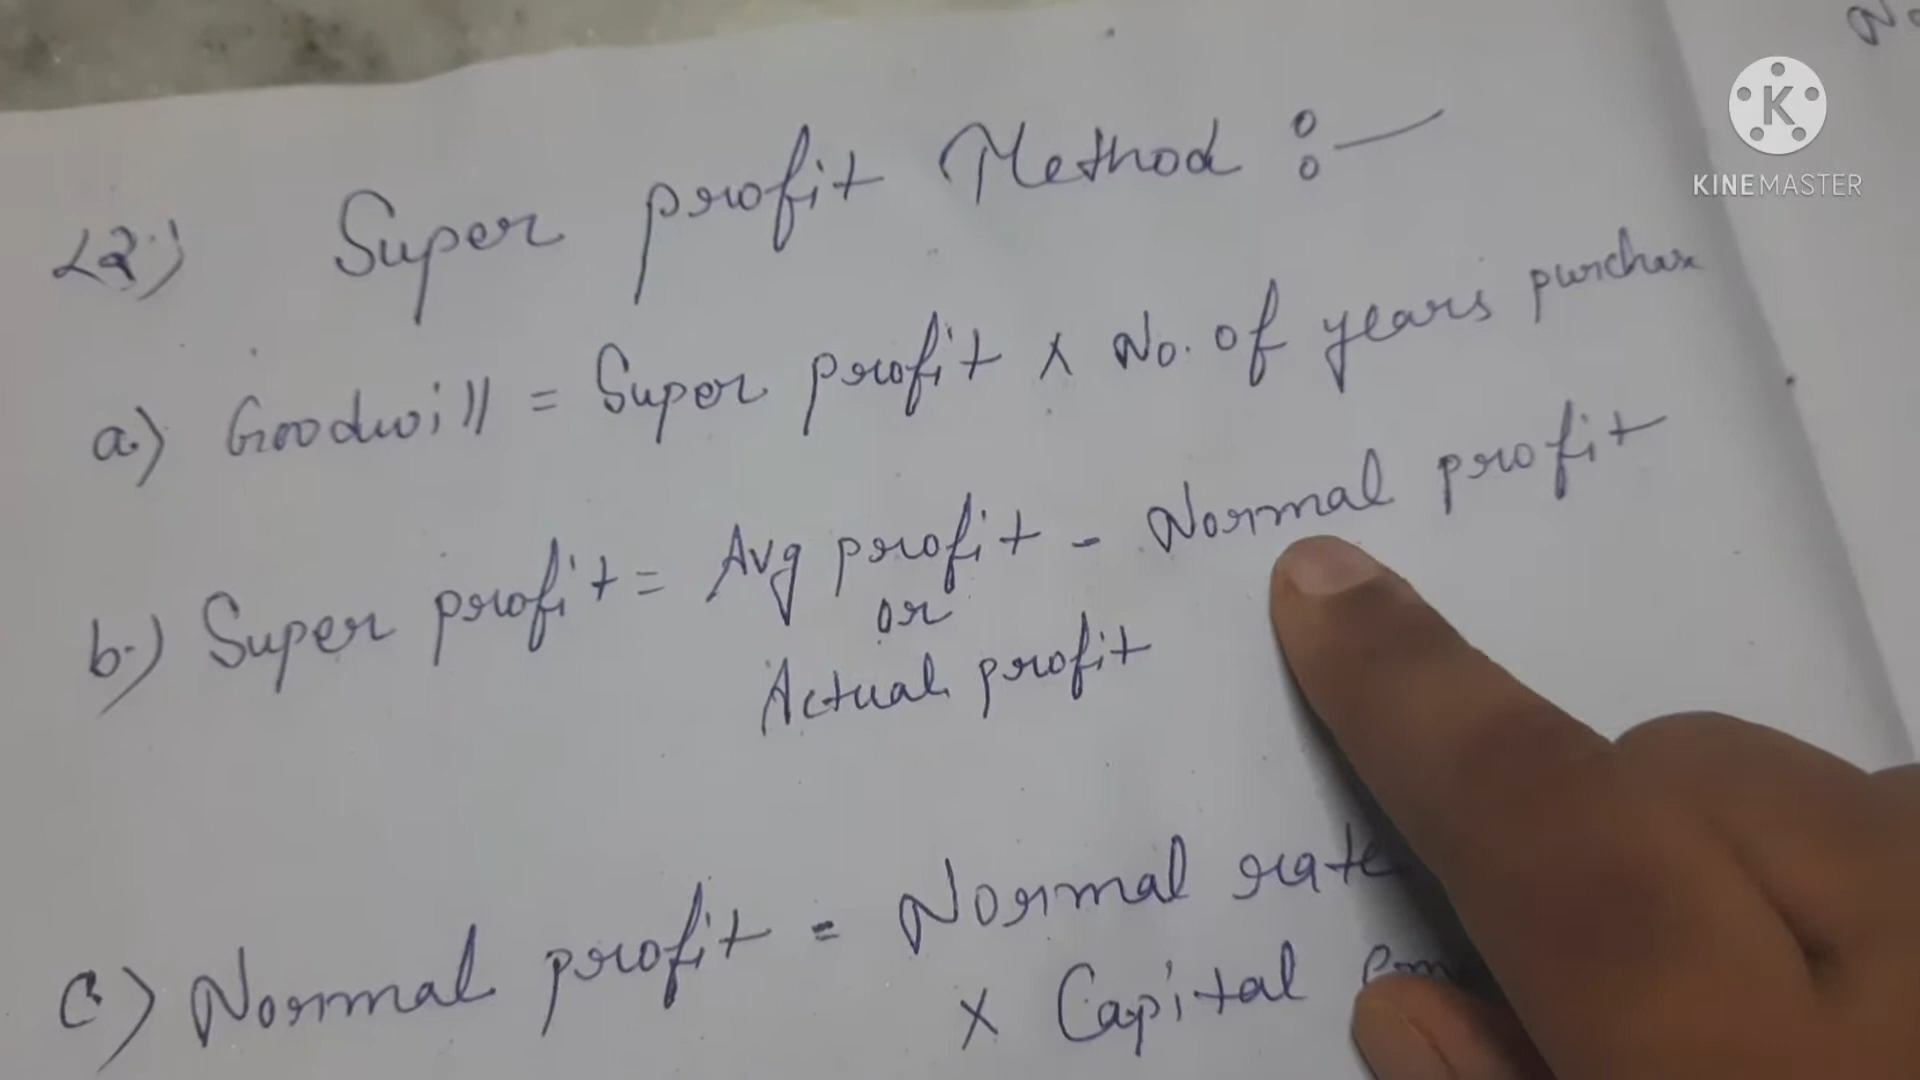 KINEMASTER
<2.) Super profit Method :-
a.) Goodwill = Super profit x No. of years purchase
b.) Super profit = Avg profit - Normal profit
or
Actual profit
c.) Normal profit = Normal rate
x Capital